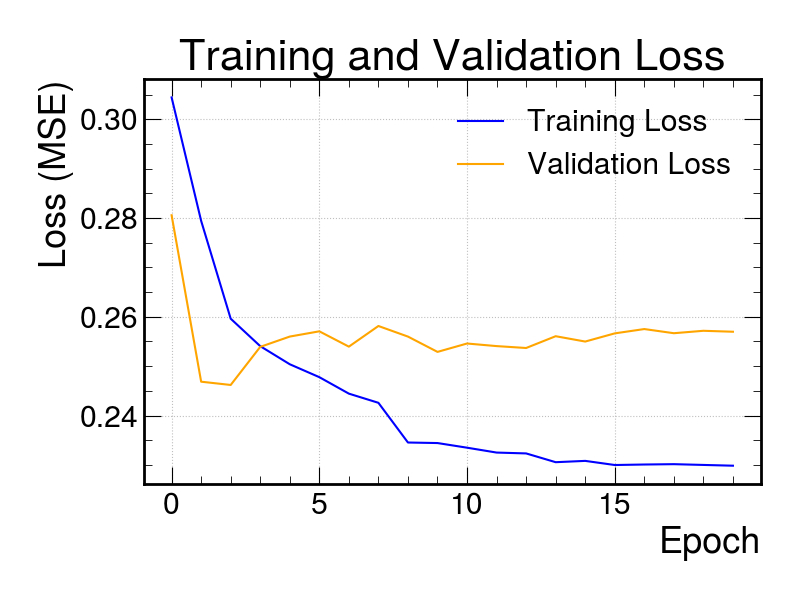 Training and Validation Loss
Loss (MSE)
0.30
0.28
0.26
0.24
Training Loss
Validation Loss
0
5
10
15
Epoch